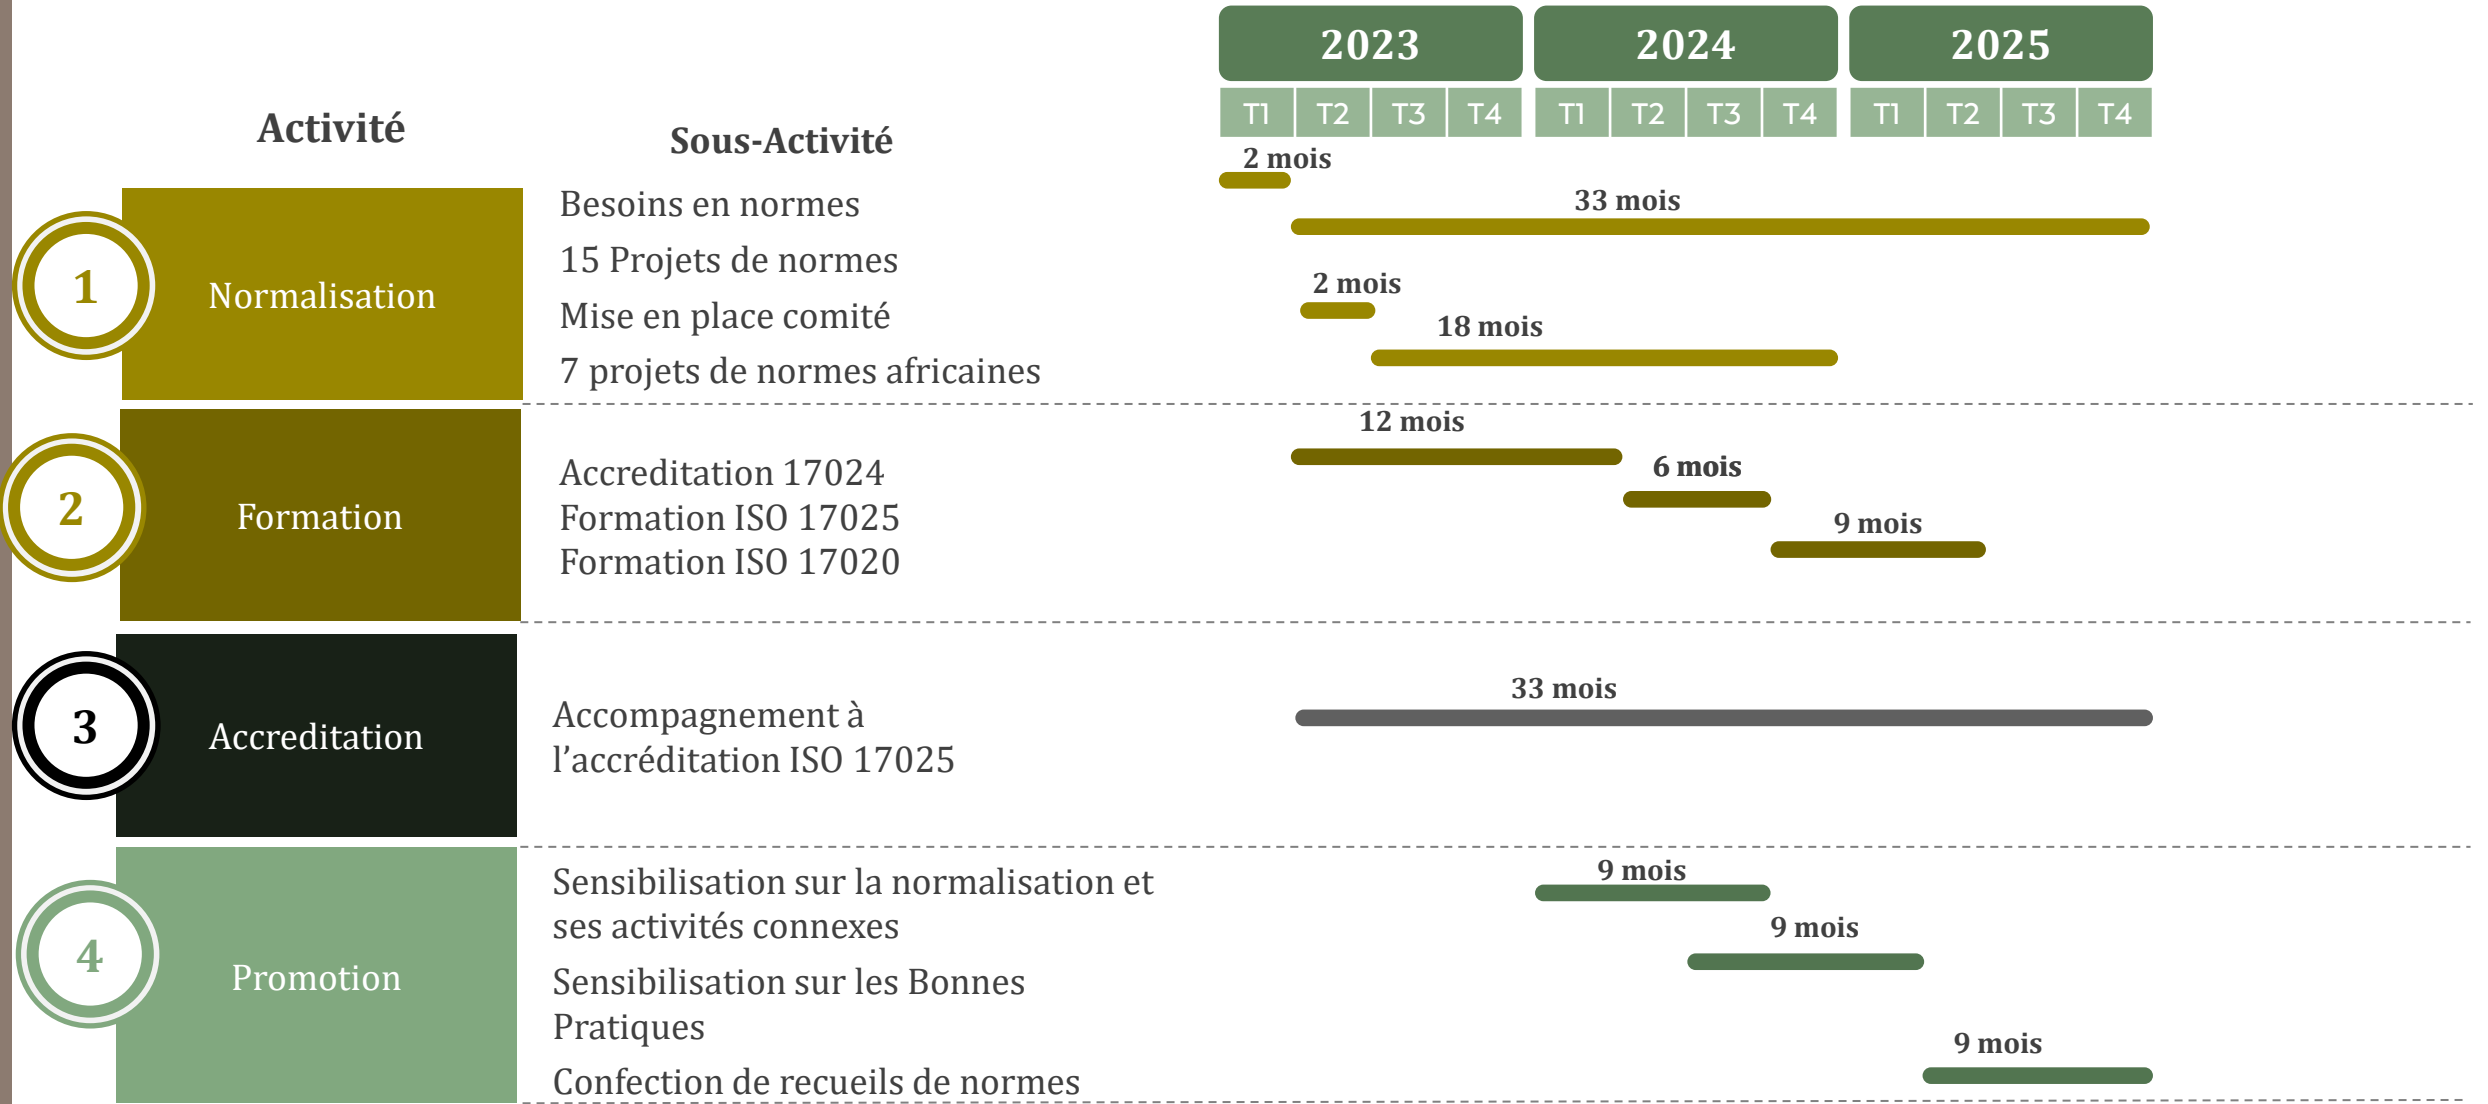 2023
2024
2025
T1 T2 T3 T4 T1 T2 T3 T4 T1 T2 T3 T4
Activité
Sous-Activité
1
Normalisation
Besoins en normes
15 Projets de normes
Mise en place comité
7 projets de normes africaines
2 mois
33 mois
2 mois
18 mois
2
Formation
Accreditation 17024
Formation ISO 17025
Formation ISO 17020
12 mois
6 mois
9 mois
3
Accreditation
Accompagnement à
l’accréditation ISO 17025
33 mois
4
Promotion
Sensibilisation sur la normalisation et
ses activités connexes
Sensibilisation sur les Bonnes
Pratiques
Confection de recueils de normes
9 mois
9 mois
9 mois